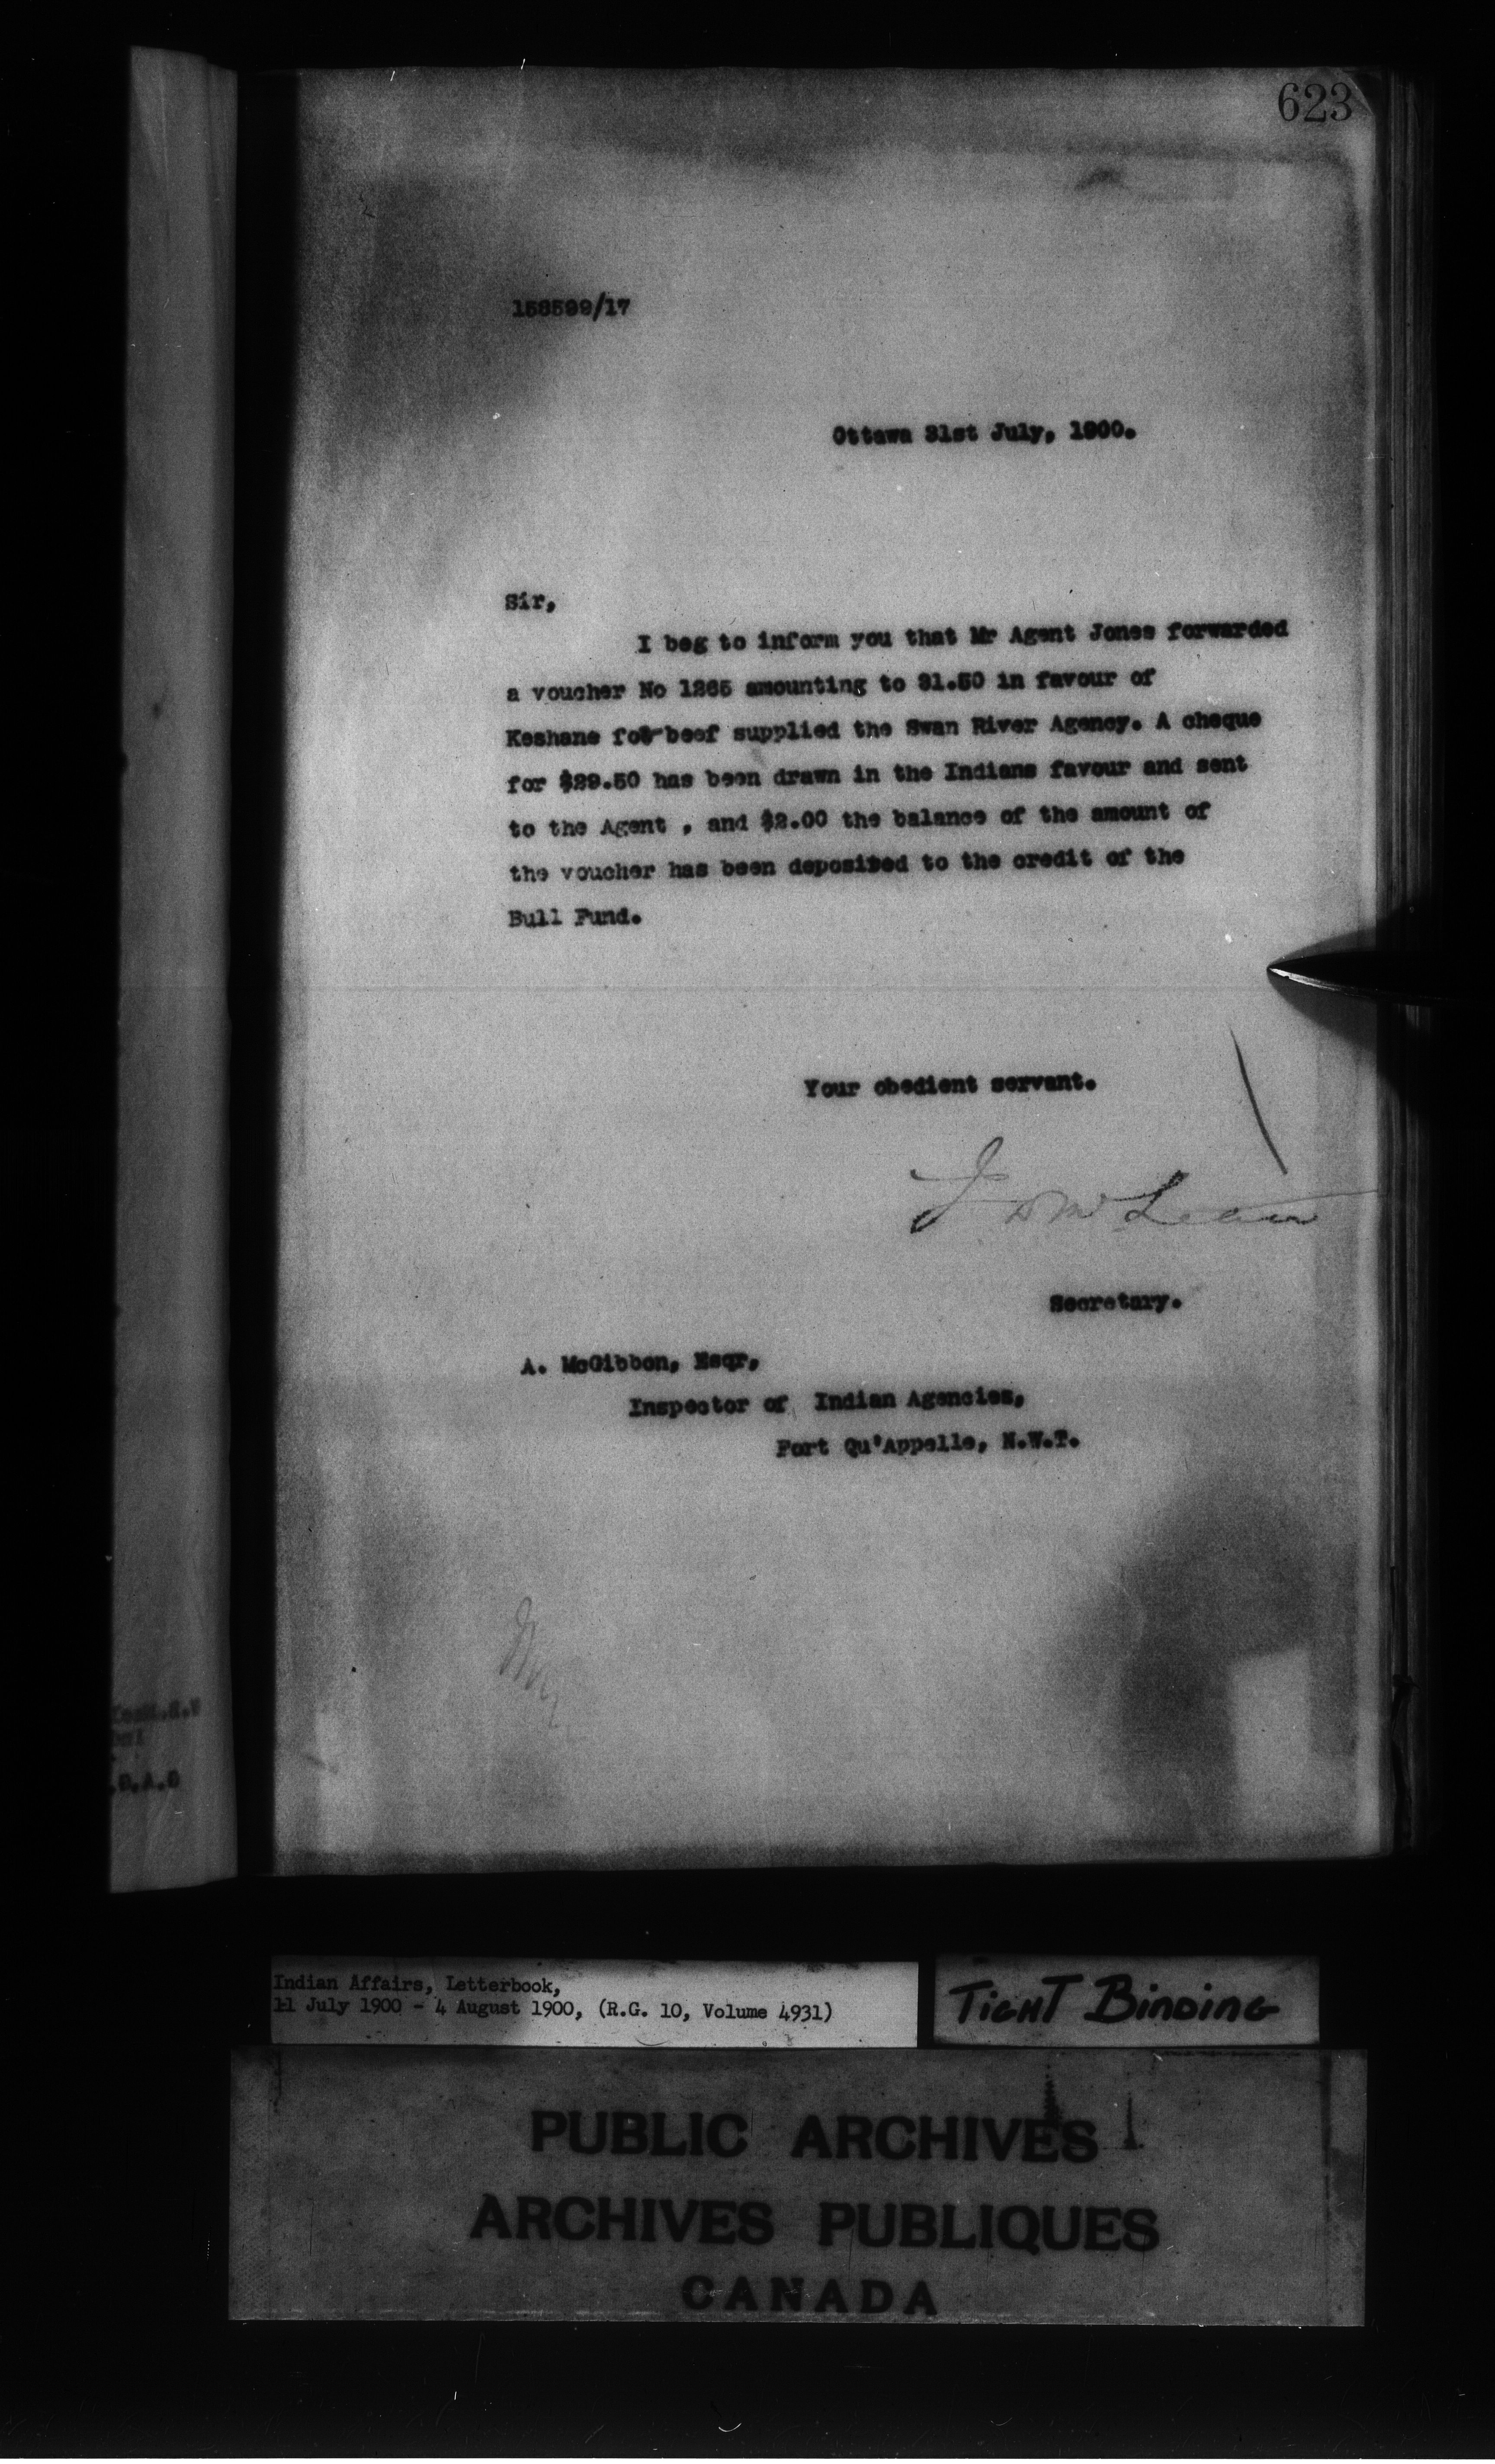 623
158599/17
Ottawa 31st July, 1900.
Sir,
I beg to inform you that Mr Agent Jones forwarded
a voucher No 1265 amounting to 31.50 in favour of
Keshane for beef supplied the Swan River Agency. A cheque
for $29.50 has been drawn in the Indians favour and sent
to the Agent , and $2.00 the balance of the amount of
the voucher has been deposited to the credit of the
Bull Fund.
Your obedient servant.
J D McLean
Secretary.
A. McGibbon, Esqr,
Inspector of Indian Agencies,
Fort Qu'Appelle, N.W.T.
Indian Affairs, Letterbook,
11 July 1900 - 4 August 1900, (R.G. 10, Volume 4931)
TIGHT BINDING
PUBLIC ARCHIVES
ARCHIVES PUBLIQUES
CANADA